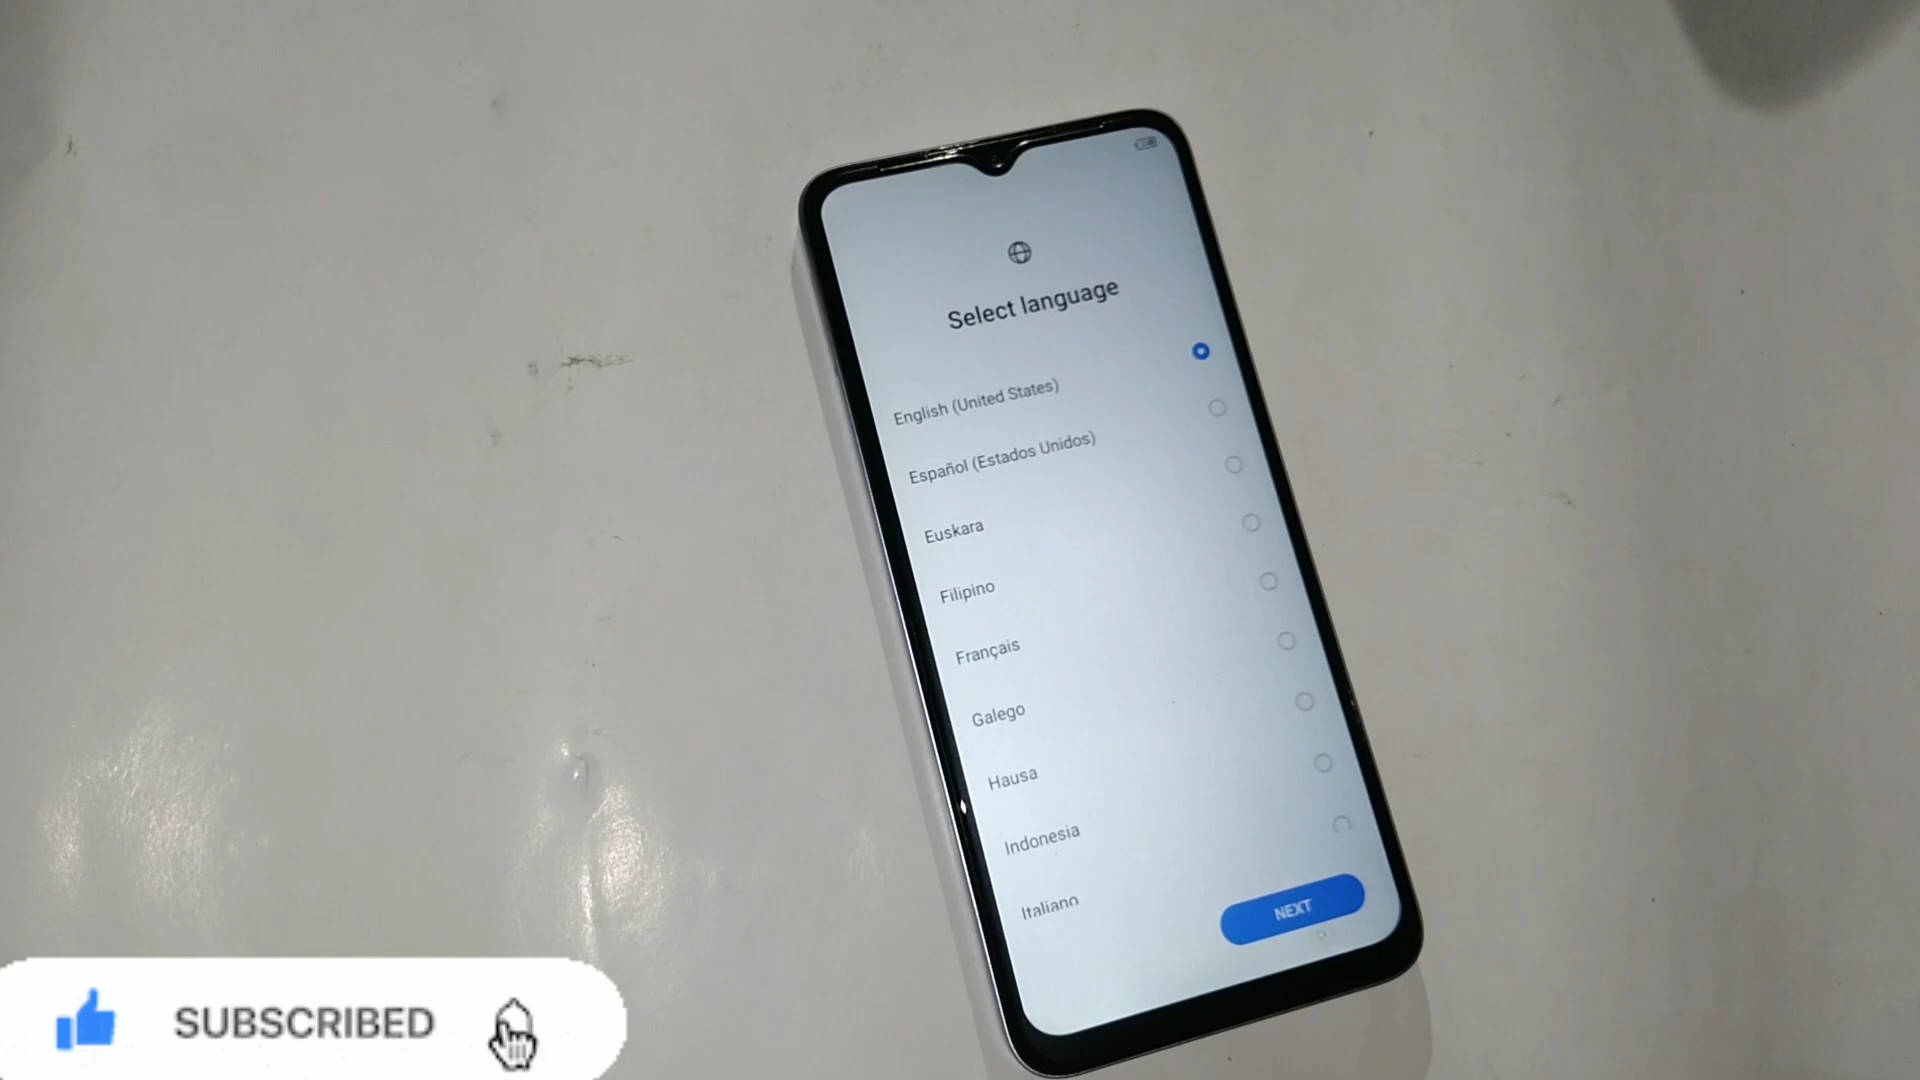 Select language
English (United States)
Español (Estados Unidos)
Euskara
Filipino
Français
Galego
Hausa
Indonesia
Italiano
NEXT
SUBSCRIBED